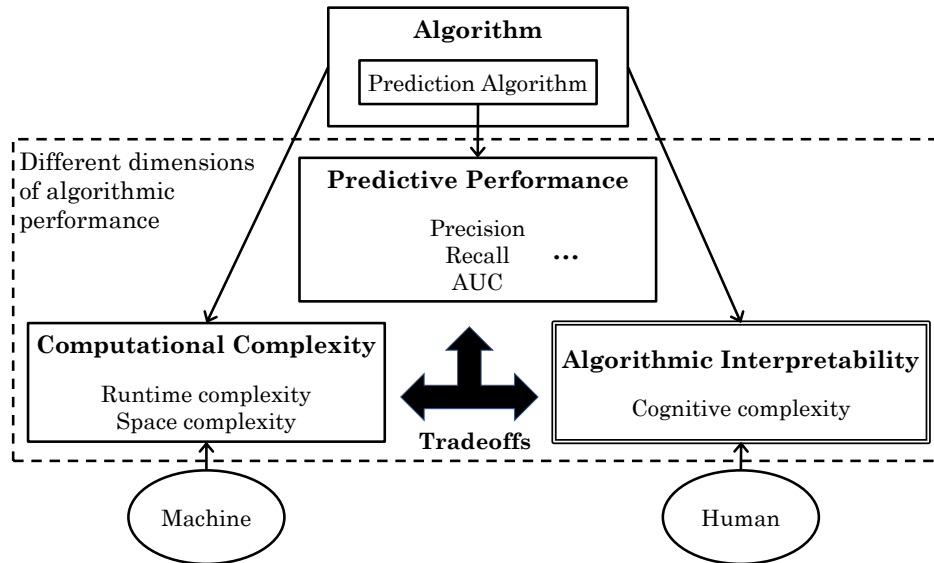 Algorithm
Prediction Algorithm
Different dimensions
of algorithmic
performance
Predictive Performance
Precision
Recall ...
AUC
Computational Complexity
Runtime complexity
Space complexity
Algorithmic Interpretability
Cognitive complexity
Tradeoffs
Machine
Human